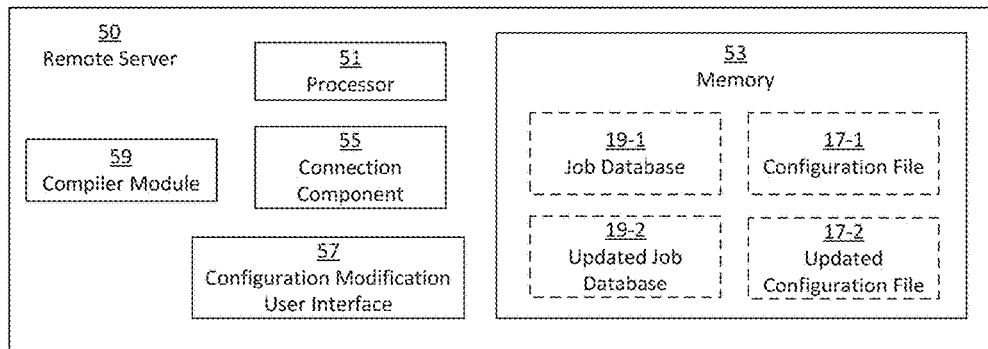 50
Remote Server
51
Processor
53
Memory
59
Compiler Module
55
Connection
Component
19-1
Job Database
17-1
Configuration File
57
Configuration Modification
User Interface
19-2
Updated Job
Database
17-2
Updated
Configuration File